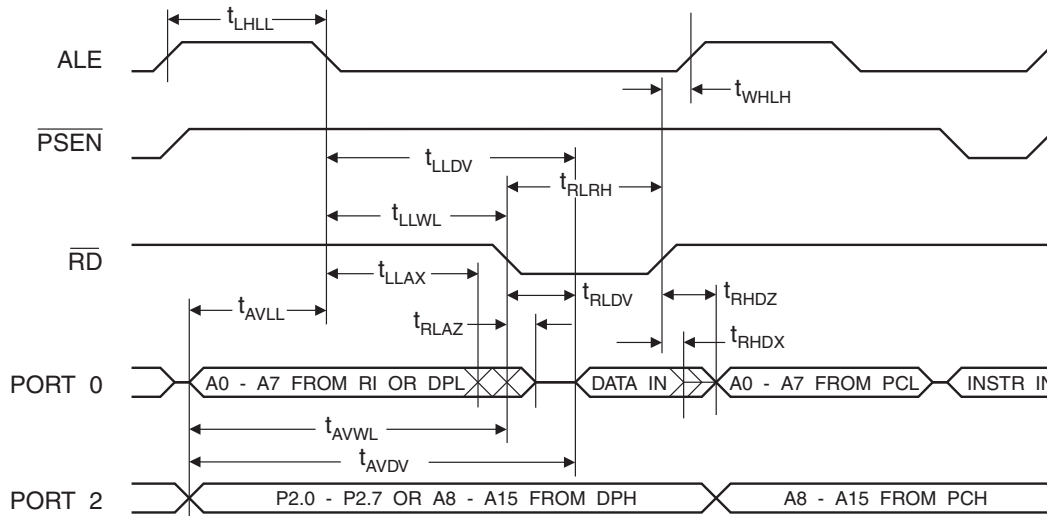 tLHLL
ALE
tWHLH
PSEN
tLLDV
tRLRH
tLLWL
RD
tLLAX
tRLDV
tRHDZ
tAVLL
tRLAZ
tRHDX
PORT 0
A0 - A7 FROM RI OR DPL
DATA IN
A0 - A7 FROM PCL
INSTR IN
tAVWL
tAVDV
PORT 2
P2.0 - P2.7 OR A8 - A15 FROM DPH
A8 - A15 FROM PCH